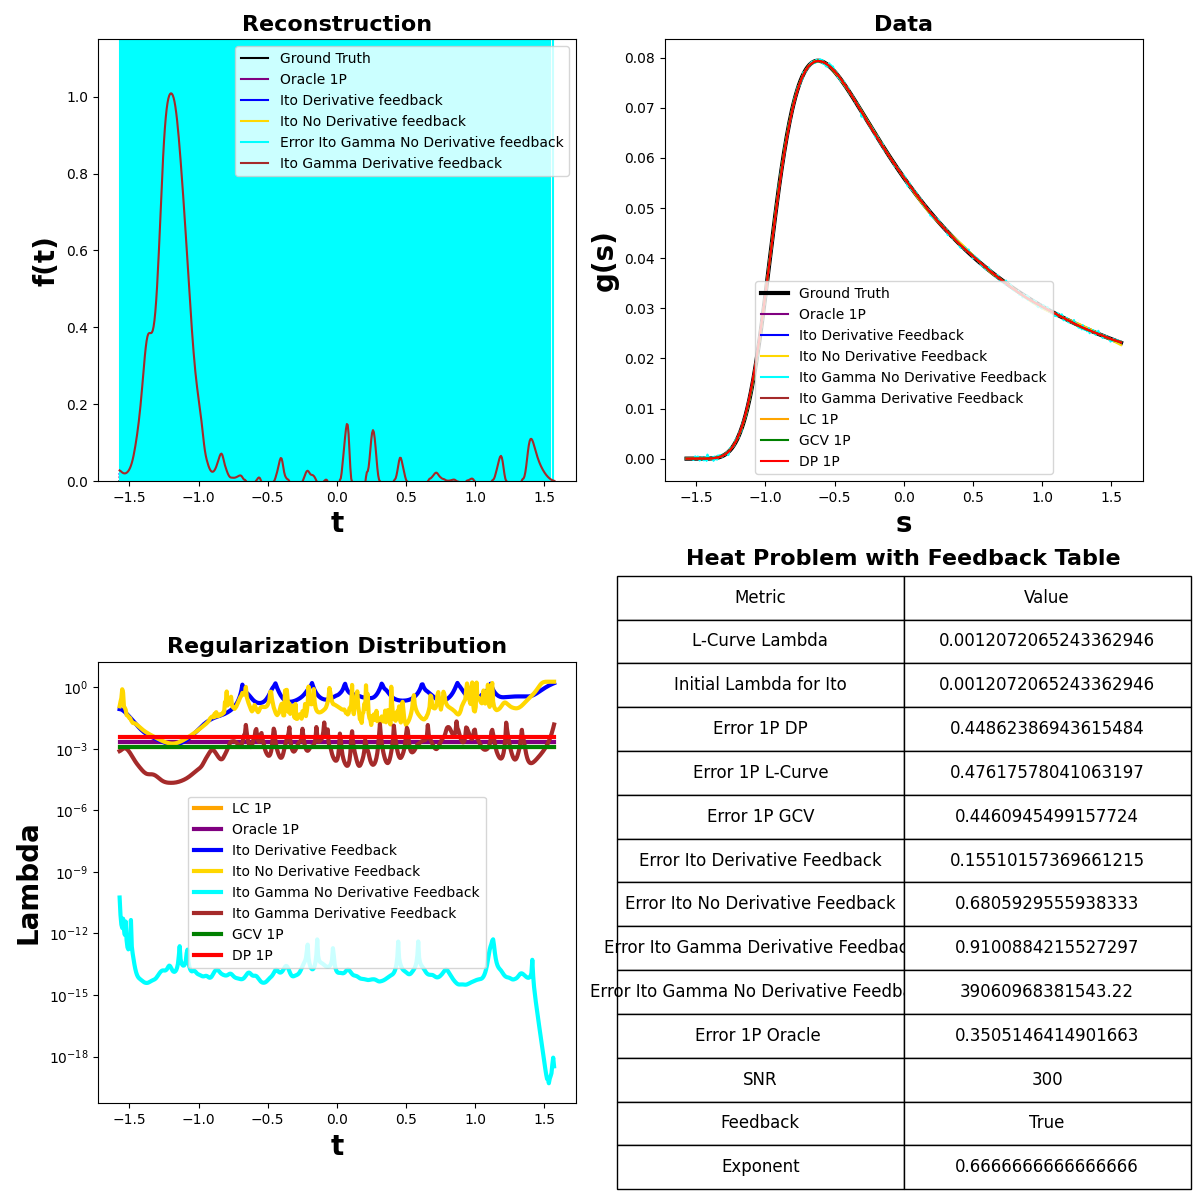 Reconstruction
f(t)
1.0
0.8
0.6
0.4
0.2
0.0
Ground Truth
Oracle 1P
Ito Derivative feedback
Ito No Derivative feedback
Error Ito Gamma No Derivative feedback
Ito Gamma Derivative feedback
−1.5 −1.0 −0.5 0.0 0.5 1.0 1.5
t
Data
g(s)
0.08
0.07
0.06
0.05
0.04
0.03
0.02
0.01
0.00
Ground Truth
Oracle 1P
Ito Derivative Feedback
Ito No Derivative Feedback
Ito Gamma No Derivative Feedback
Ito Gamma Derivative Feedback
LC 1P
GCV 1P
DP 1P
−1.5 −1.0 −0.5 0.0 0.5 1.0 1.5
s
Regularization Distribution
Lambda
10⁰
10⁻³
10⁻⁶
10⁻⁹
10⁻¹²
10⁻¹⁵
10⁻¹⁸
LC 1P
Oracle 1P
Ito Derivative Feedback
Ito No Derivative Feedback
Ito Gamma No Derivative Feedback
Ito Gamma Derivative Feedback
GCV 1P
DP 1P
−1.5 −1.0 −0.5 0.0 0.5 1.0 1.5
t
Heat Problem with Feedback Table
Metric Value
L-Curve Lambda 0.0012072065243362946
Initial Lambda for Ito 0.0012072065243362946
Error 1P DP 0.44862386943615484
Error 1P L-Curve 0.47617578041063197
Error 1P GCV 0.4460945499157724
Error Ito Derivative Feedback 0.15510157369661215
Error Ito No Derivative Feedback 0.6805929555938333
Error Ito Gamma Derivative Feedbac 0.9100884215527297
Error Ito Gamma No Derivative Feedb 39060968381543.22
Error 1P Oracle 0.3505146414901663
SNR 300
Feedback True
Exponent 0.6666666666666666